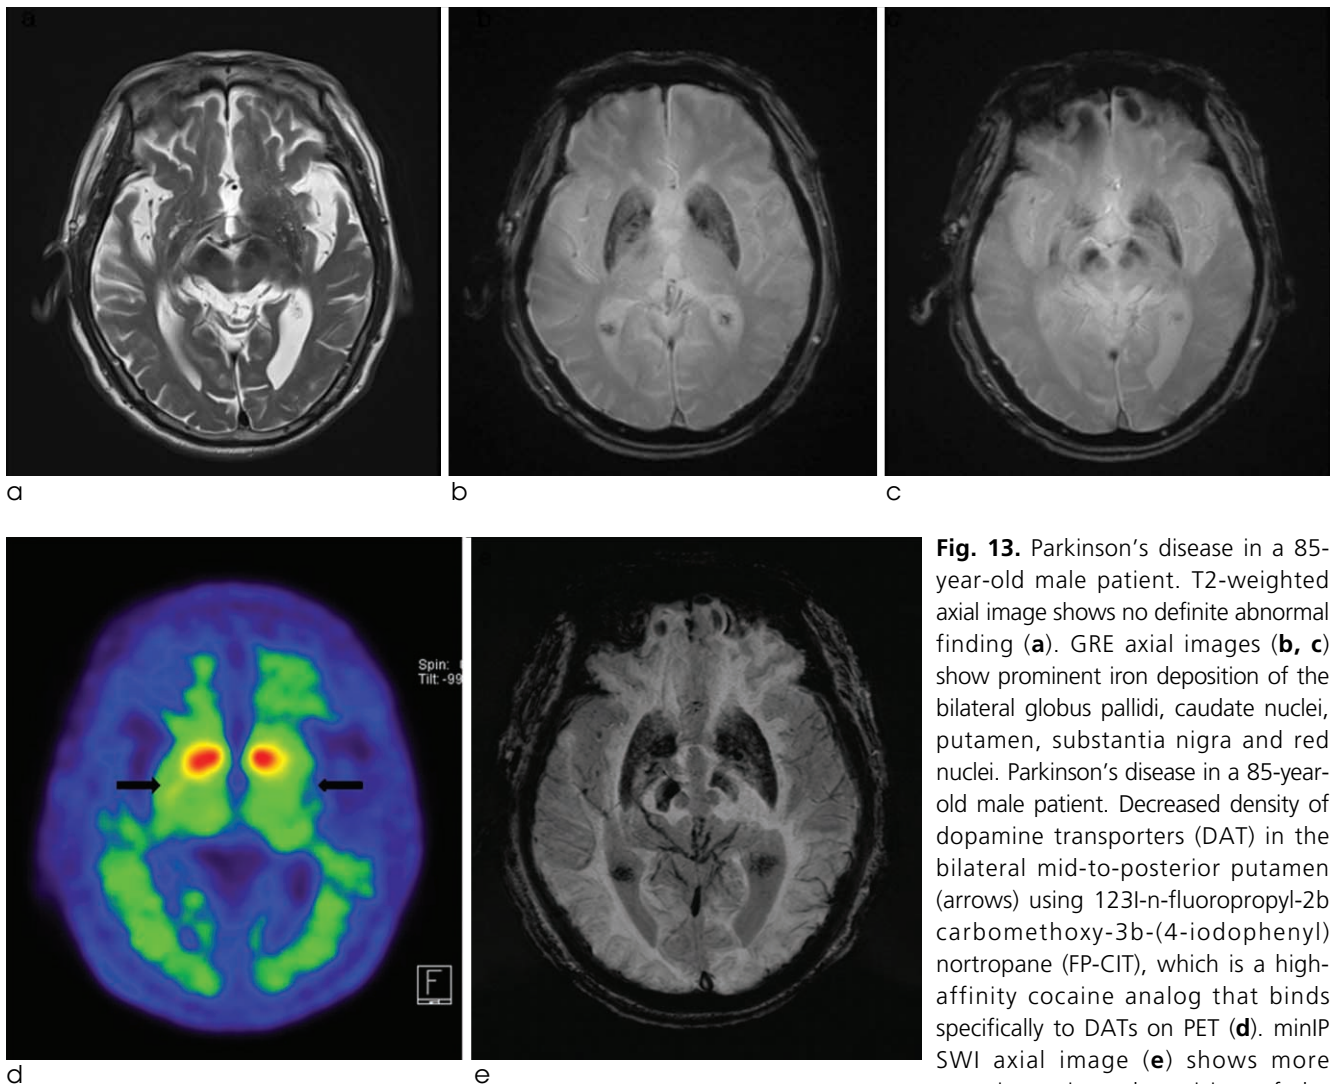 a
b
c
a
b
c
Spin:
Tilt: -99
F
d
e
Fig. 13. Parkinson's disease in a 85-
year-old male patient. T2-weighted
axial image shows no definite abnormal
finding (a). GRE axial images (b, c)
show prominent iron deposition of the
bilateral globus pallidi, caudate nuclei,
putamen, substantia nigra and red
nuclei. Parkinson's disease in a 85-year-
old male patient. Decreased density of
dopamine transporters (DAT) in the
bilateral mid-to-posterior putamen
(arrows) using 123I-n-fluoropropyl-2b
carbomethoxy-3b-(4-iodophenyl)
nortropane (FP-CIT), which is a high-
affinity cocaine analog that binds
specifically to DATs on PET (d). minIP
SWI axial image (e) shows more